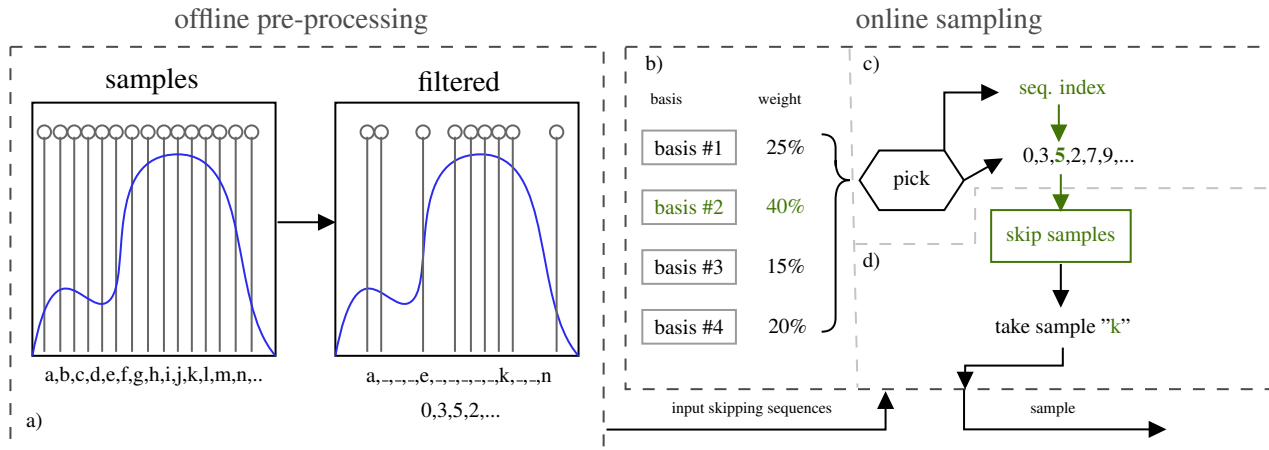 offline pre-processing
online sampling
samples
filtered
a,b,c,d,e,f,g,h,i,j,k,l,m,n,..
a,_,_,_,e,_,_,_,_,_,k,_,_,n
0,3,5,2,...
a)
b)
basis weight
basis #1 25%
basis #2 40%
basis #3 15%
basis #4 20%
pick
c)
seq. index
0,3,5,2,7,9,...
d)
skip samples
take sample ”k”
input skipping sequences
sample